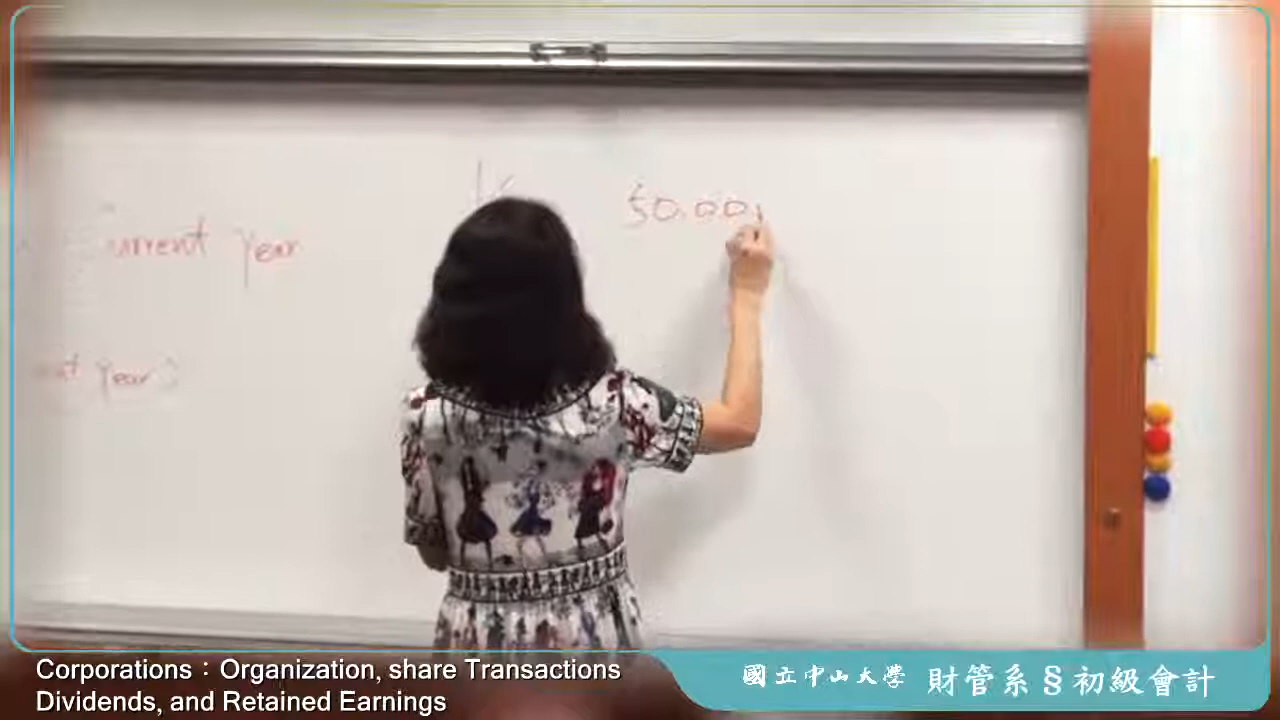 50.00
Current year
year)
Corporations：Organization, share Transactions
Dividends, and Retained Earnings
國立中山大學 財管系§初級會計